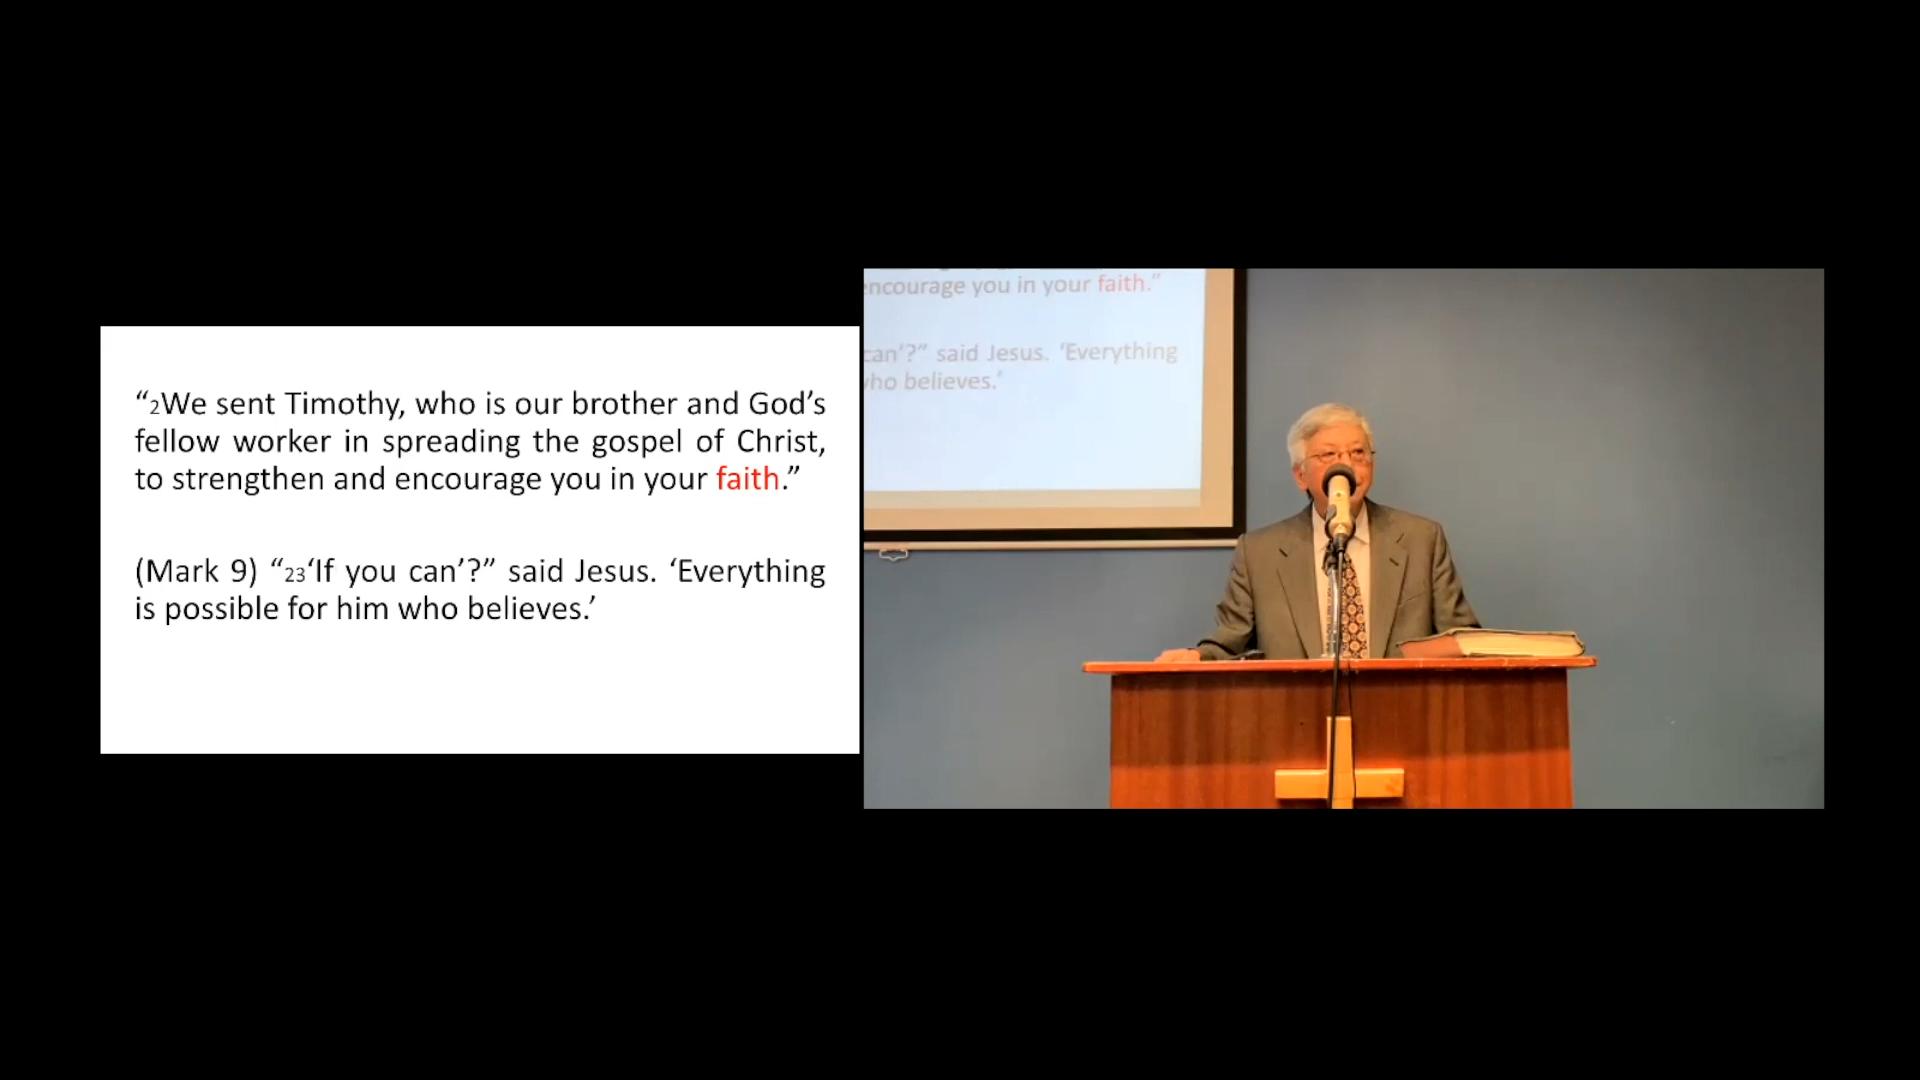 “2We sent Timothy, who is our brother and God’s
fellow worker in spreading the gospel of Christ,
to strengthen and encourage you in your faith.”
(Mark 9) “23‘If you can’?” said Jesus. ‘Everything
is possible for him who believes.’
encourage you in your faith.”
can’?” said Jesus. ‘Everything
who believes.’